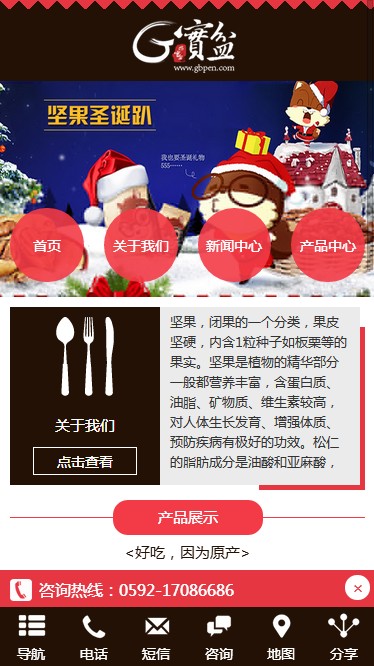 G寶盆
www.gbpen.com
坚果圣诞趴
我也要圣诞礼物
555······
首页
关于我们
新闻中心
产品中心
关于我们
点击查看
坚果，闭果的一个分类，果皮
坚硬，内含1粒种子如板栗等的
果实。坚果是植物的精华部分
一般都营养丰富，含蛋白质、
油脂、矿物质、维生素较高，
对人体生长发育、增强体质、
预防疾病有极好的功效。松仁
的脂肪成分是油酸和亚麻酸，
产品展示
<好吃，因为原产>
咨询热线：0592-17086686
导航
电话
短信
咨询
地图
分享